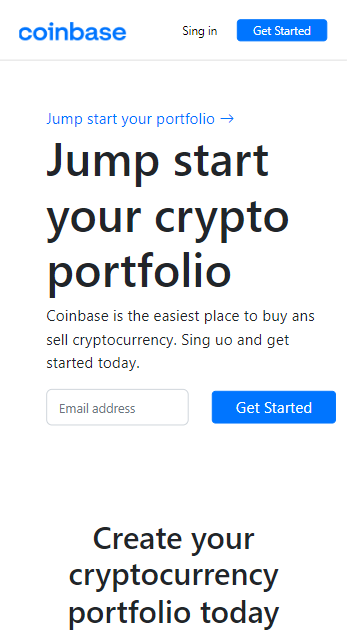 coinbase Sing in Get Started
Jump start your portfolio →
Jump start
your crypto
portfolio
Coinbase is the easiest place to buy ans
sell cryptocurrency. Sing uo and get
started today.
Email address Get Started
Create your
cryptocurrency
portfolio today